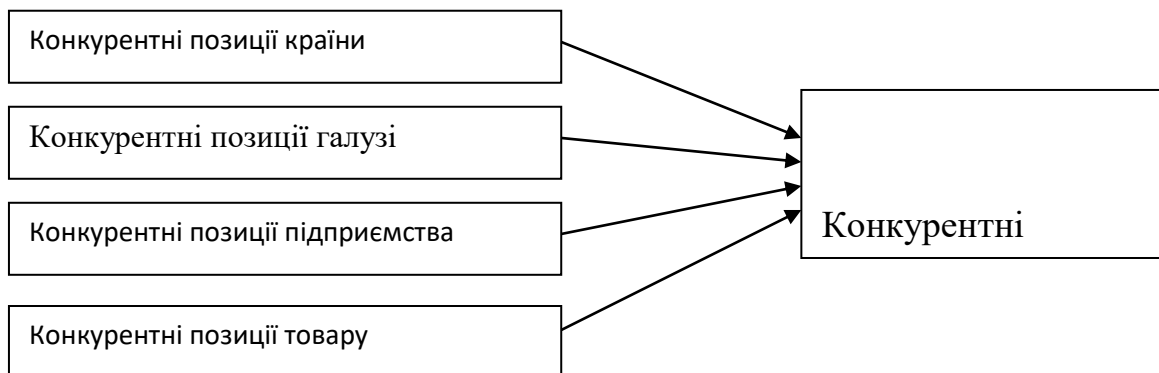 Конкурентні позиції країни
Конкурентні позиції галузі
Конкурентні позиції підприємства
Конкурентні позиції товару
Конкурентні